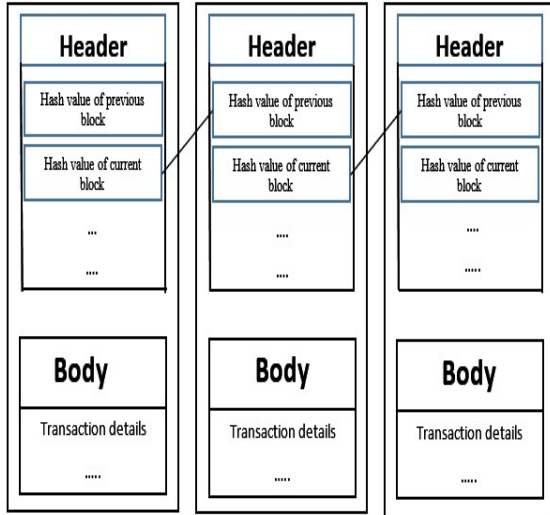 Header
Hash value of previous
block
Hash value of current
block
...
....
Body
Transaction details
.....
Header
Hash value of previous
block
Hash value of current
block
....
....
Body
Transaction details
.....
Header
Hash value of previous
block
Hash value of current
block
....
.....
Body
Transaction details
.....